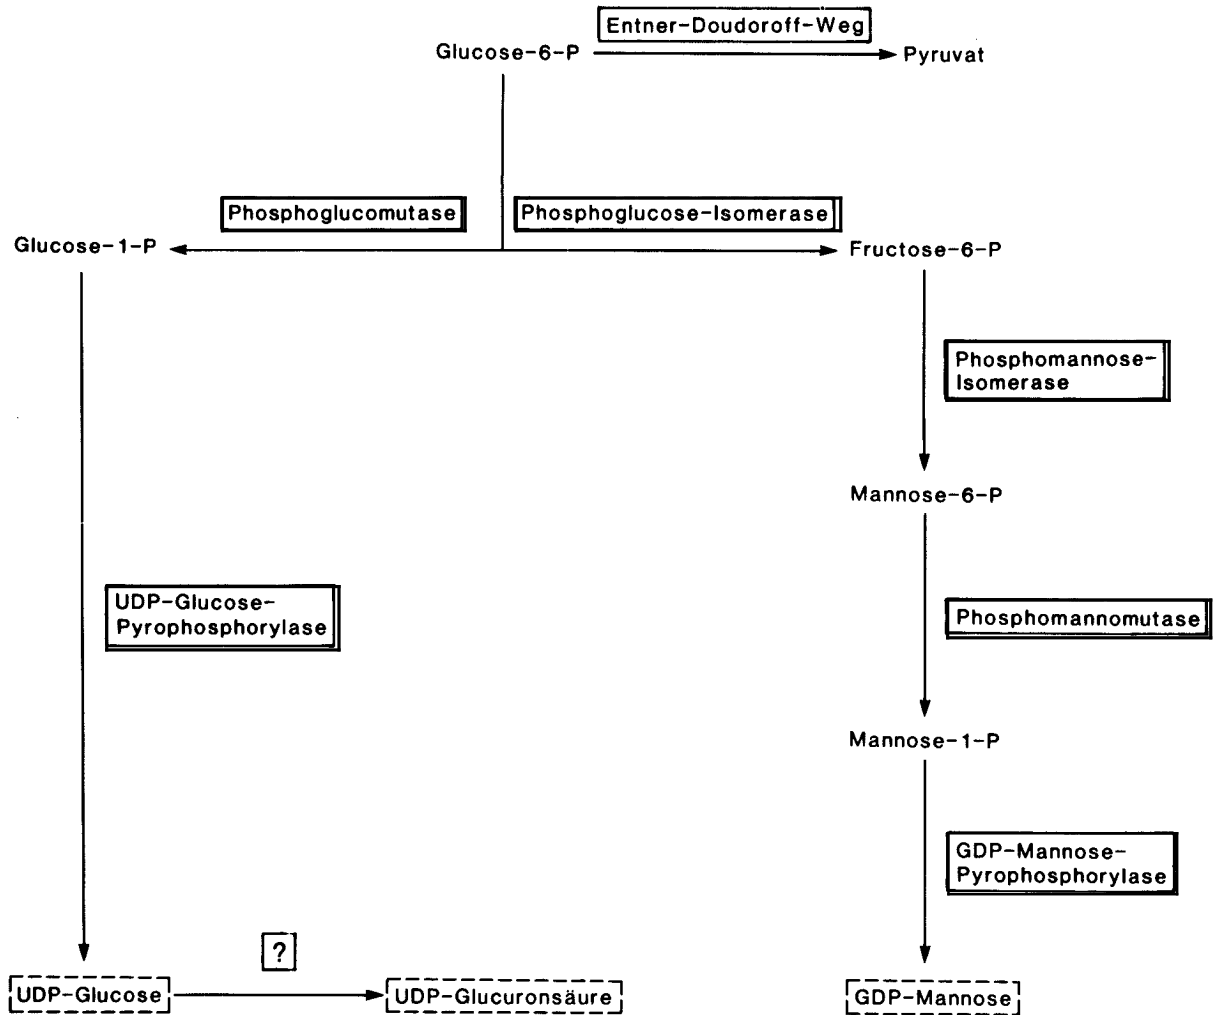 Entner-Doudoroff-Weg
Glucose-6-P
Pyruvat
Phosphoglucomutase
Phosphoglucose-Isomerase
Glucose-1-P
Fructose-6-P
Phosphomannose-
Isomerase
Mannose-6-P
UDP-Glucose-
Pyrophosphorylase
Phosphomannomutase
Mannose-1-P
GDP-Mannose-
Pyrophosphorylase
?
UDP-Glucose
UDP-Glucuronsäure
GDP-Mannose